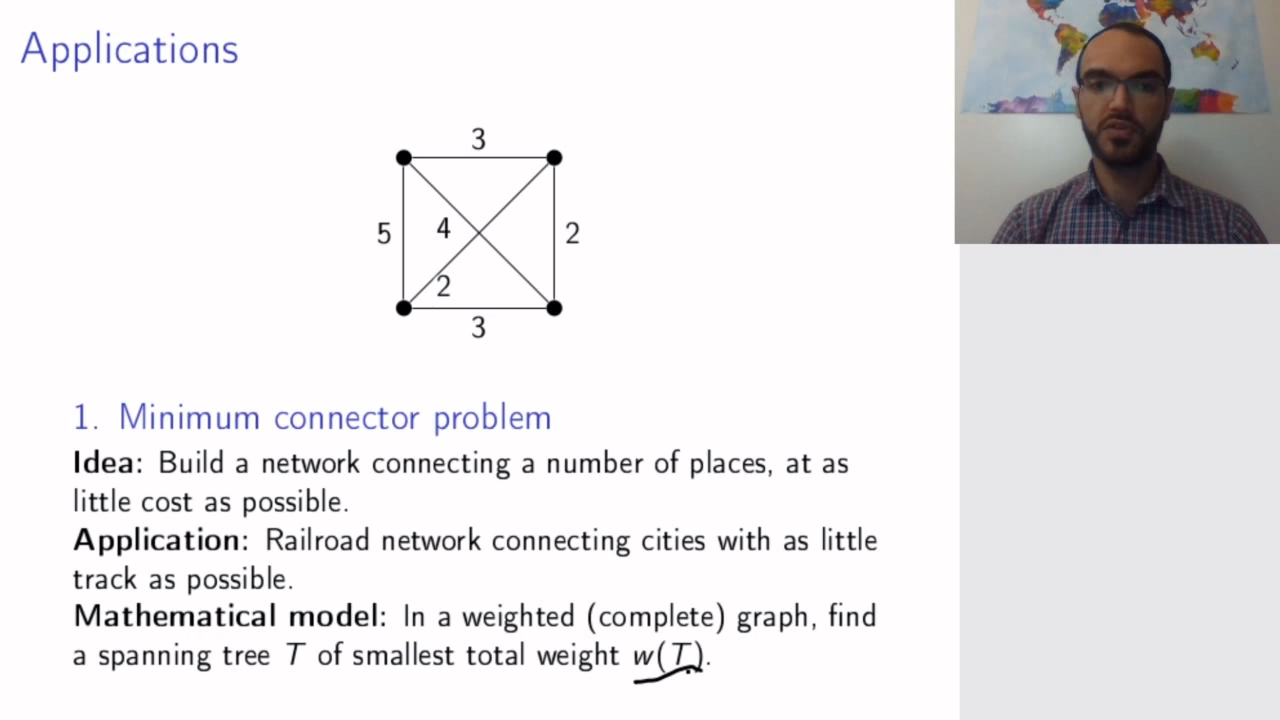 Applications
3
5
4
2
2
3
1. Minimum connector problem
Idea: Build a network connecting a number of places, at as
little cost as possible.
Application: Railroad network connecting cities with as little
track as possible.
Mathematical model: In a weighted (complete) graph, find
a spanning tree T of smallest total weight w(T).